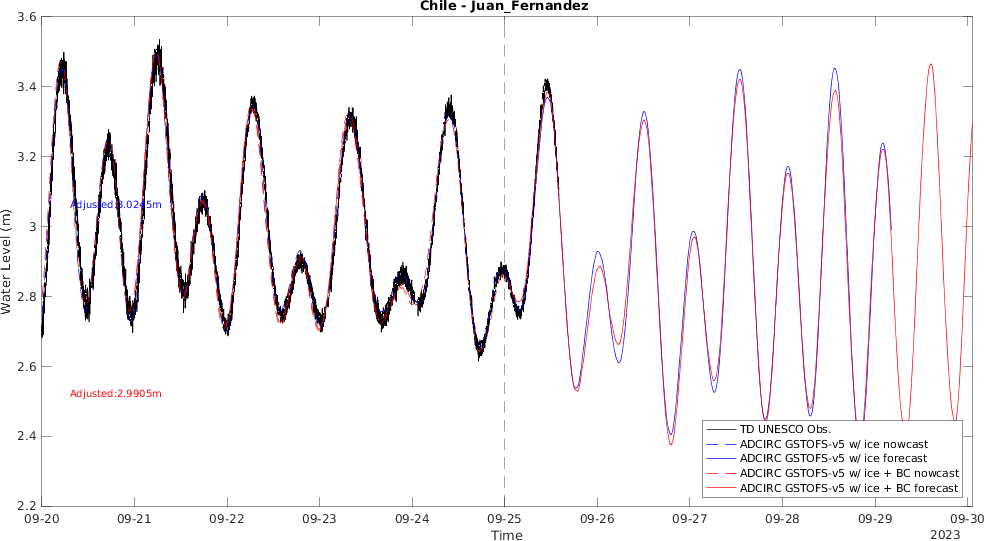 Chile - Juan_Fernandez
3.6
3.4
3.2
3
2.8
2.6
2.4
2.2
Water Level (m)
Adjusted:3.0245m
Adjusted:2.9905m
TD UNESCO Obs.
ADCIRC GSTOFS-v5 w/ ice nowcast
ADCIRC GSTOFS-v5 w/ ice forecast
ADCIRC GSTOFS-v5 w/ ice + BC nowcast
ADCIRC GSTOFS-v5 w/ ice + BC forecast
09-20 09-21 09-22 09-23 09-24 09-25 09-26 09-27 09-28 09-29 09-30
Time
2023